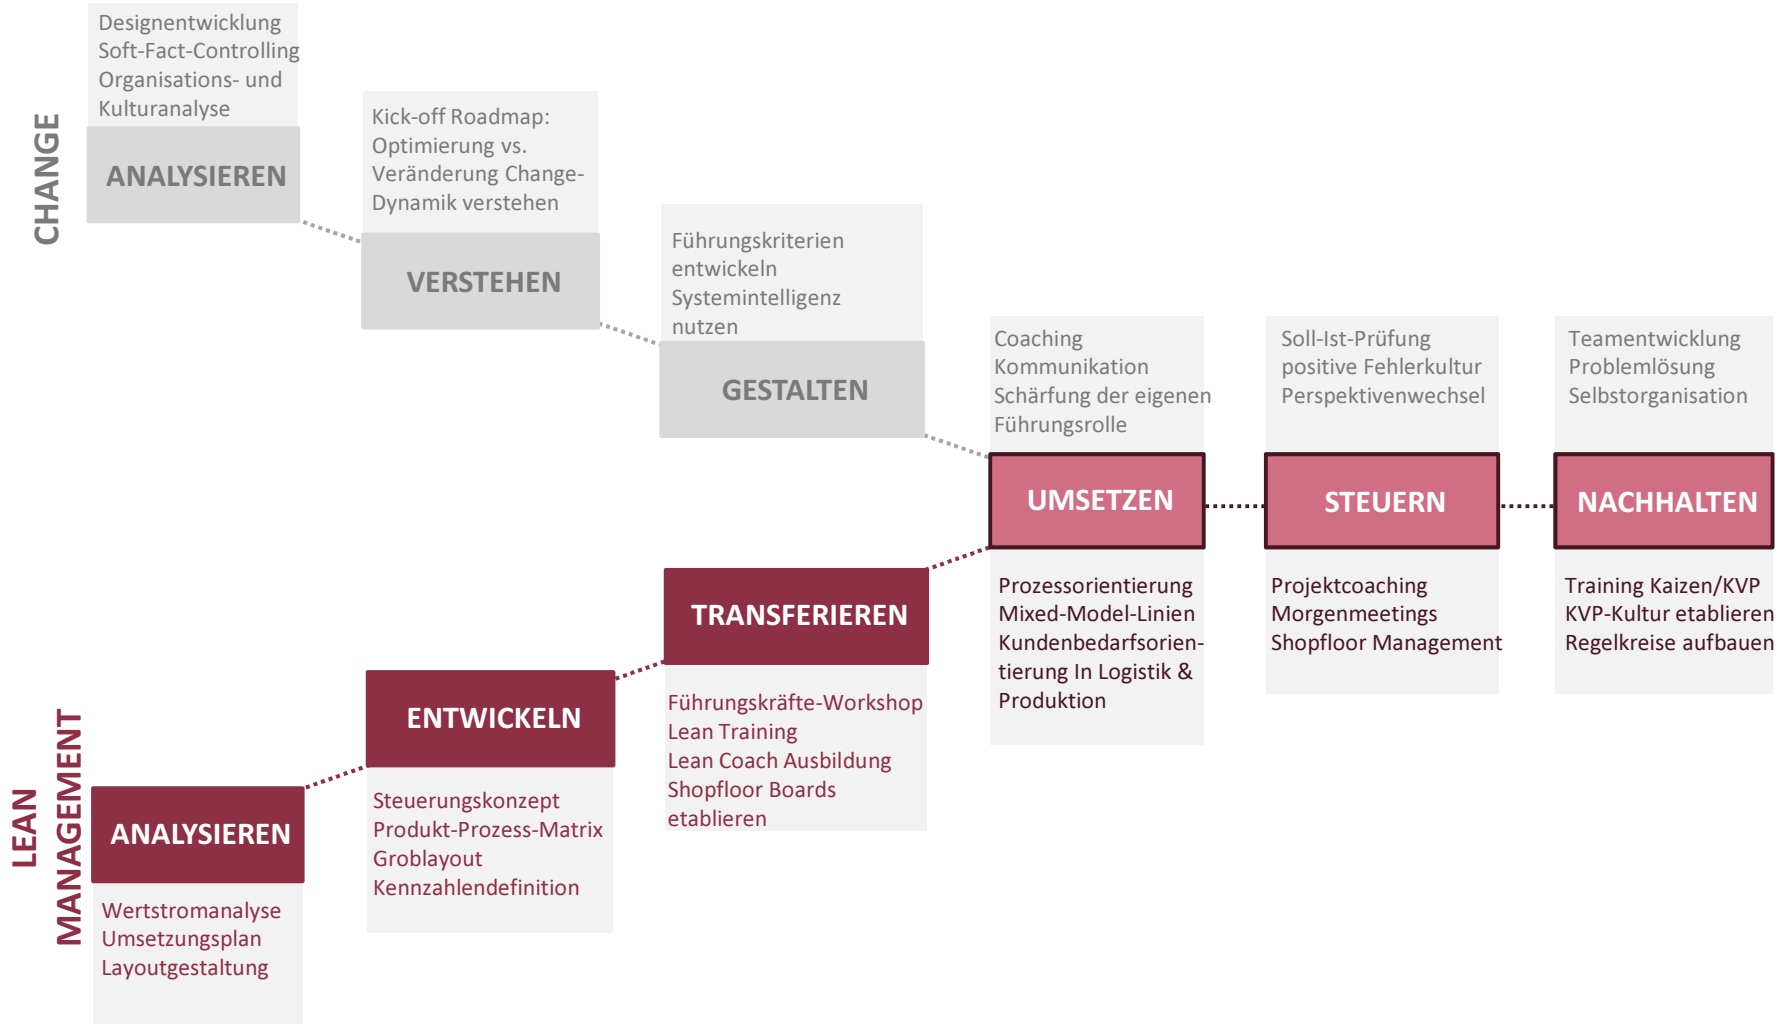 CHANGE
Designentwicklung
Soft-Fact-Controlling
Organisations- und
Kulturanalyse
ANALYSIEREN
Kick-off Roadmap:
Optimierung vs.
Veränderung Change-
Dynamik verstehen
VERSTEHEN
Führungskriterien
entwickeln
Systemintelligenz
nutzen
GESTALTEN
Coaching
Kommunikation
Schärfung der eigenen
Führungsrolle
UMSETZEN
Prozessorientierung
Mixed-Model-Linien
Kundenbedarfsorien-
tierung In Logistik &
Produktion
Soll-Ist-Prüfung
positive Fehlerkultur
Perspektivenwechsel
STEUERN
Projektcoaching
Morgenmeetings
Shopfloor Management
Teamentwicklung
Problemlösung
Selbstorganisation
NACHHALTEN
Training Kaizen/KVP
KVP-Kultur etablieren
Regelkreise aufbauen
LEAN
MANAGEMENT
ANALYSIEREN
Wertstromanalyse
Umsetzungsplan
Layoutgestaltung
ENTWICKELN
Steuerungskonzept
Produkt-Prozess-Matrix
Groblayout
Kennzahlendefinition
TRANSFERIEREN
Führungskräfte-Workshop
Lean Training
Lean Coach Ausbildung
Shopfloor Boards
etablieren